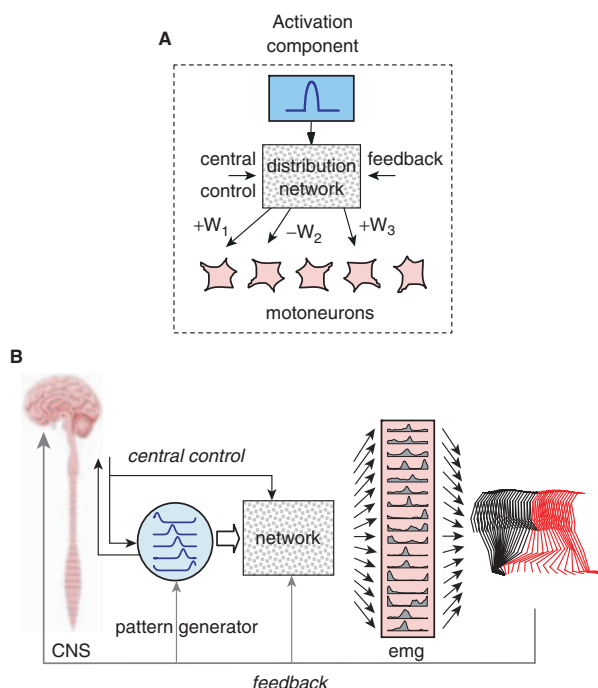 Activation
component
A
central
control
distribution
network
feedback
+W1
−W2
+W3
motoneurons
B
central control
network
pattern generator
CNS
emg
feedback